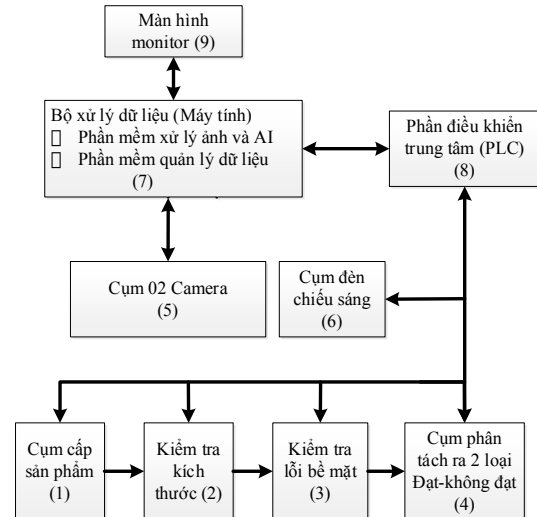 Màn hình
monitor (9)
Bộ xử lý dữ liệu (Máy tính)
Phần mềm xử lý ảnh và AI
Phần mềm quản lý dữ liệu
(7)
Phần điều khiển
trung tâm (PLC)
(8)
Cụm 02 Camera
(5)
Cụm đèn
chiếu sáng
(6)
Cụm cấp
sản phẩm
(1)
Kiểm tra
kích
thước (2)
Kiểm tra
lỗi bề mặt
(3)
Cụm phân
tách ra 2 loại
Đạt-không đạt
(4)